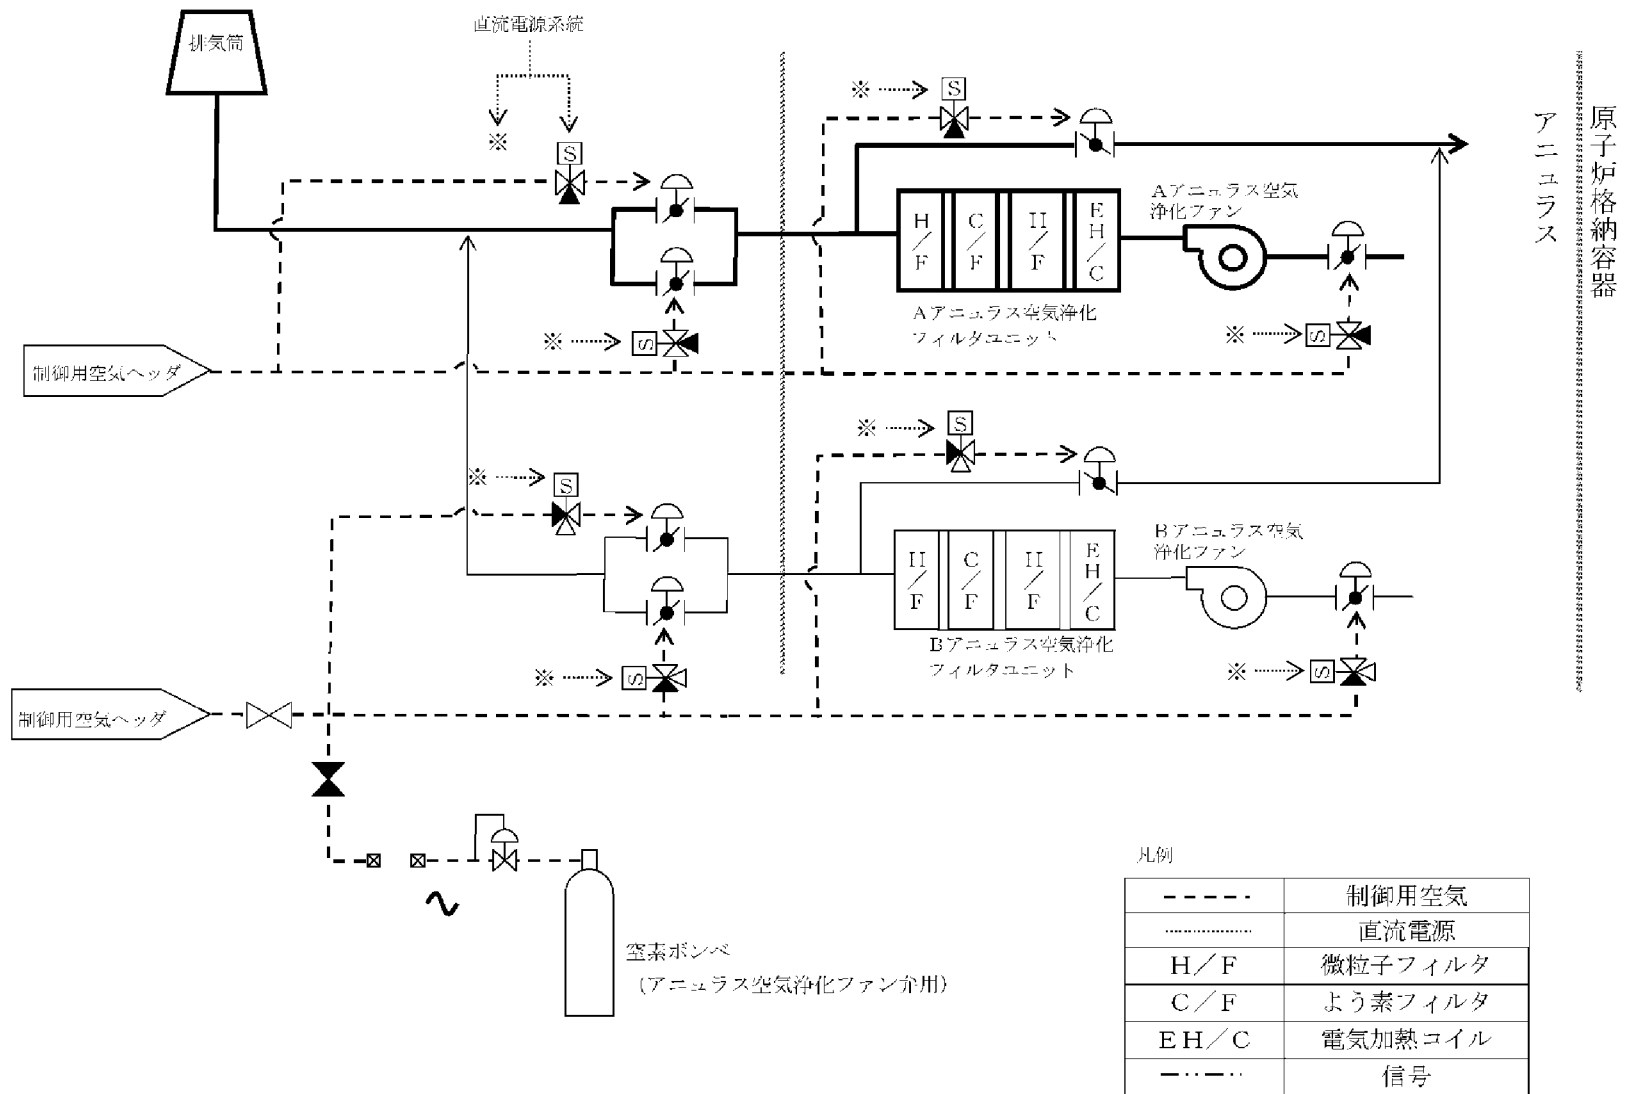 排気筒
直流電源系統
※
※
S
S
※
S
制御用空気ヘッダ
※
S
H/F
C/F
H/F
EH/C
Aアニュラス空気
浄化ファン
Aアニュラス空気浄化
フィルタユニット
※
S
アニュラス
原子炉格納容器
※
S
※
S
※
S
H/F
C/F
H/F
EH/C
Bアニュラス空気
浄化ファン
Bアニュラス空気浄化
フィルタユニット
※
S
制御用空気ヘッダ
窒素ボンベ
(アニュラス空気浄化ファン弁用)
凡例
制御用空気
直流電源
H/F 微粒子フィルタ
C/F よう素フィルタ
EH/C 電気加熱コイル
信号